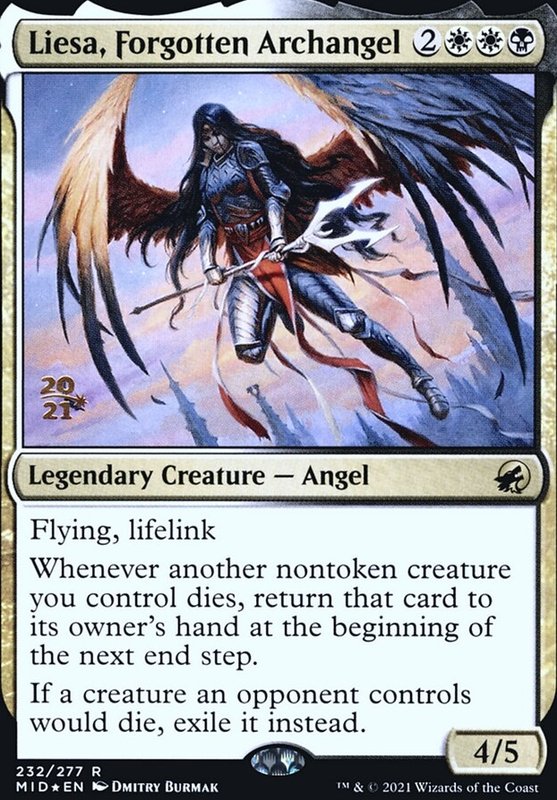 Liesa, Forgotten Archangel 2
20
21
Legendary Creature — Angel
Flying, lifelink
Whenever another nontoken creature
you control dies, return that card to
its owner's hand at the beginning of
the next end step.
If a creature an opponent controls
would die, exile it instead.
4/5
232/277 R
MID★EN Dmitry Burmak
™ & © 2021 Wizards of the Coast